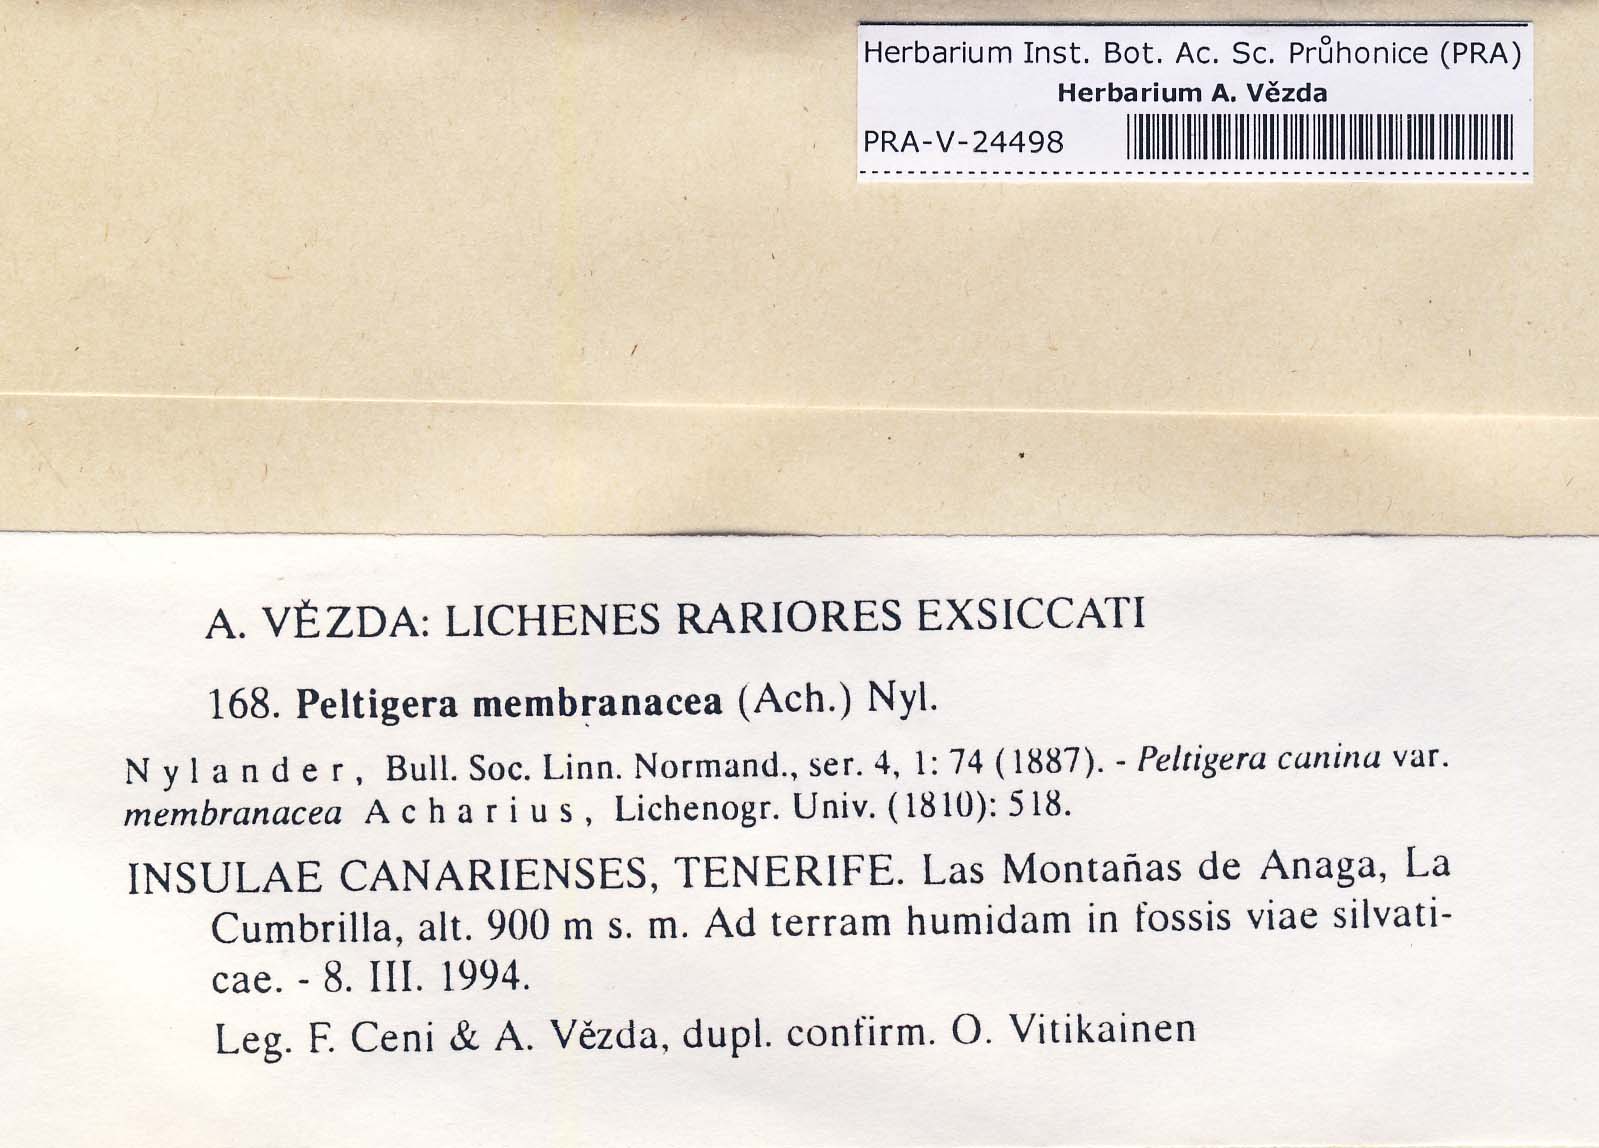 Herbarium Inst. Bot. Ac. Sc. Průhonice (PRA)
Herbarium A. Vězda
PRA-V-24498
A. VĚZDA: LICHENES RARIORES EXSICCATI
168. Peltigera membranacea (Ach.) Nyl.
Nylander, Bull. Soc. Linn. Normand., ser. 4, 1: 74 (1887). - Peltigera canina var.
membranacea Acharius, Lichenogr. Univ. (1810): 518.
INSULAE CANARIENSES, TENERIFE. Las Montañas de Anaga, La
Cumbrilla, alt. 900 m s. m. Ad terram humidam in fossis viae silvati-
cae. - 8. III. 1994.
Leg. F. Ceni & A. Vězda, dupl. confirm. O. Vitikainen